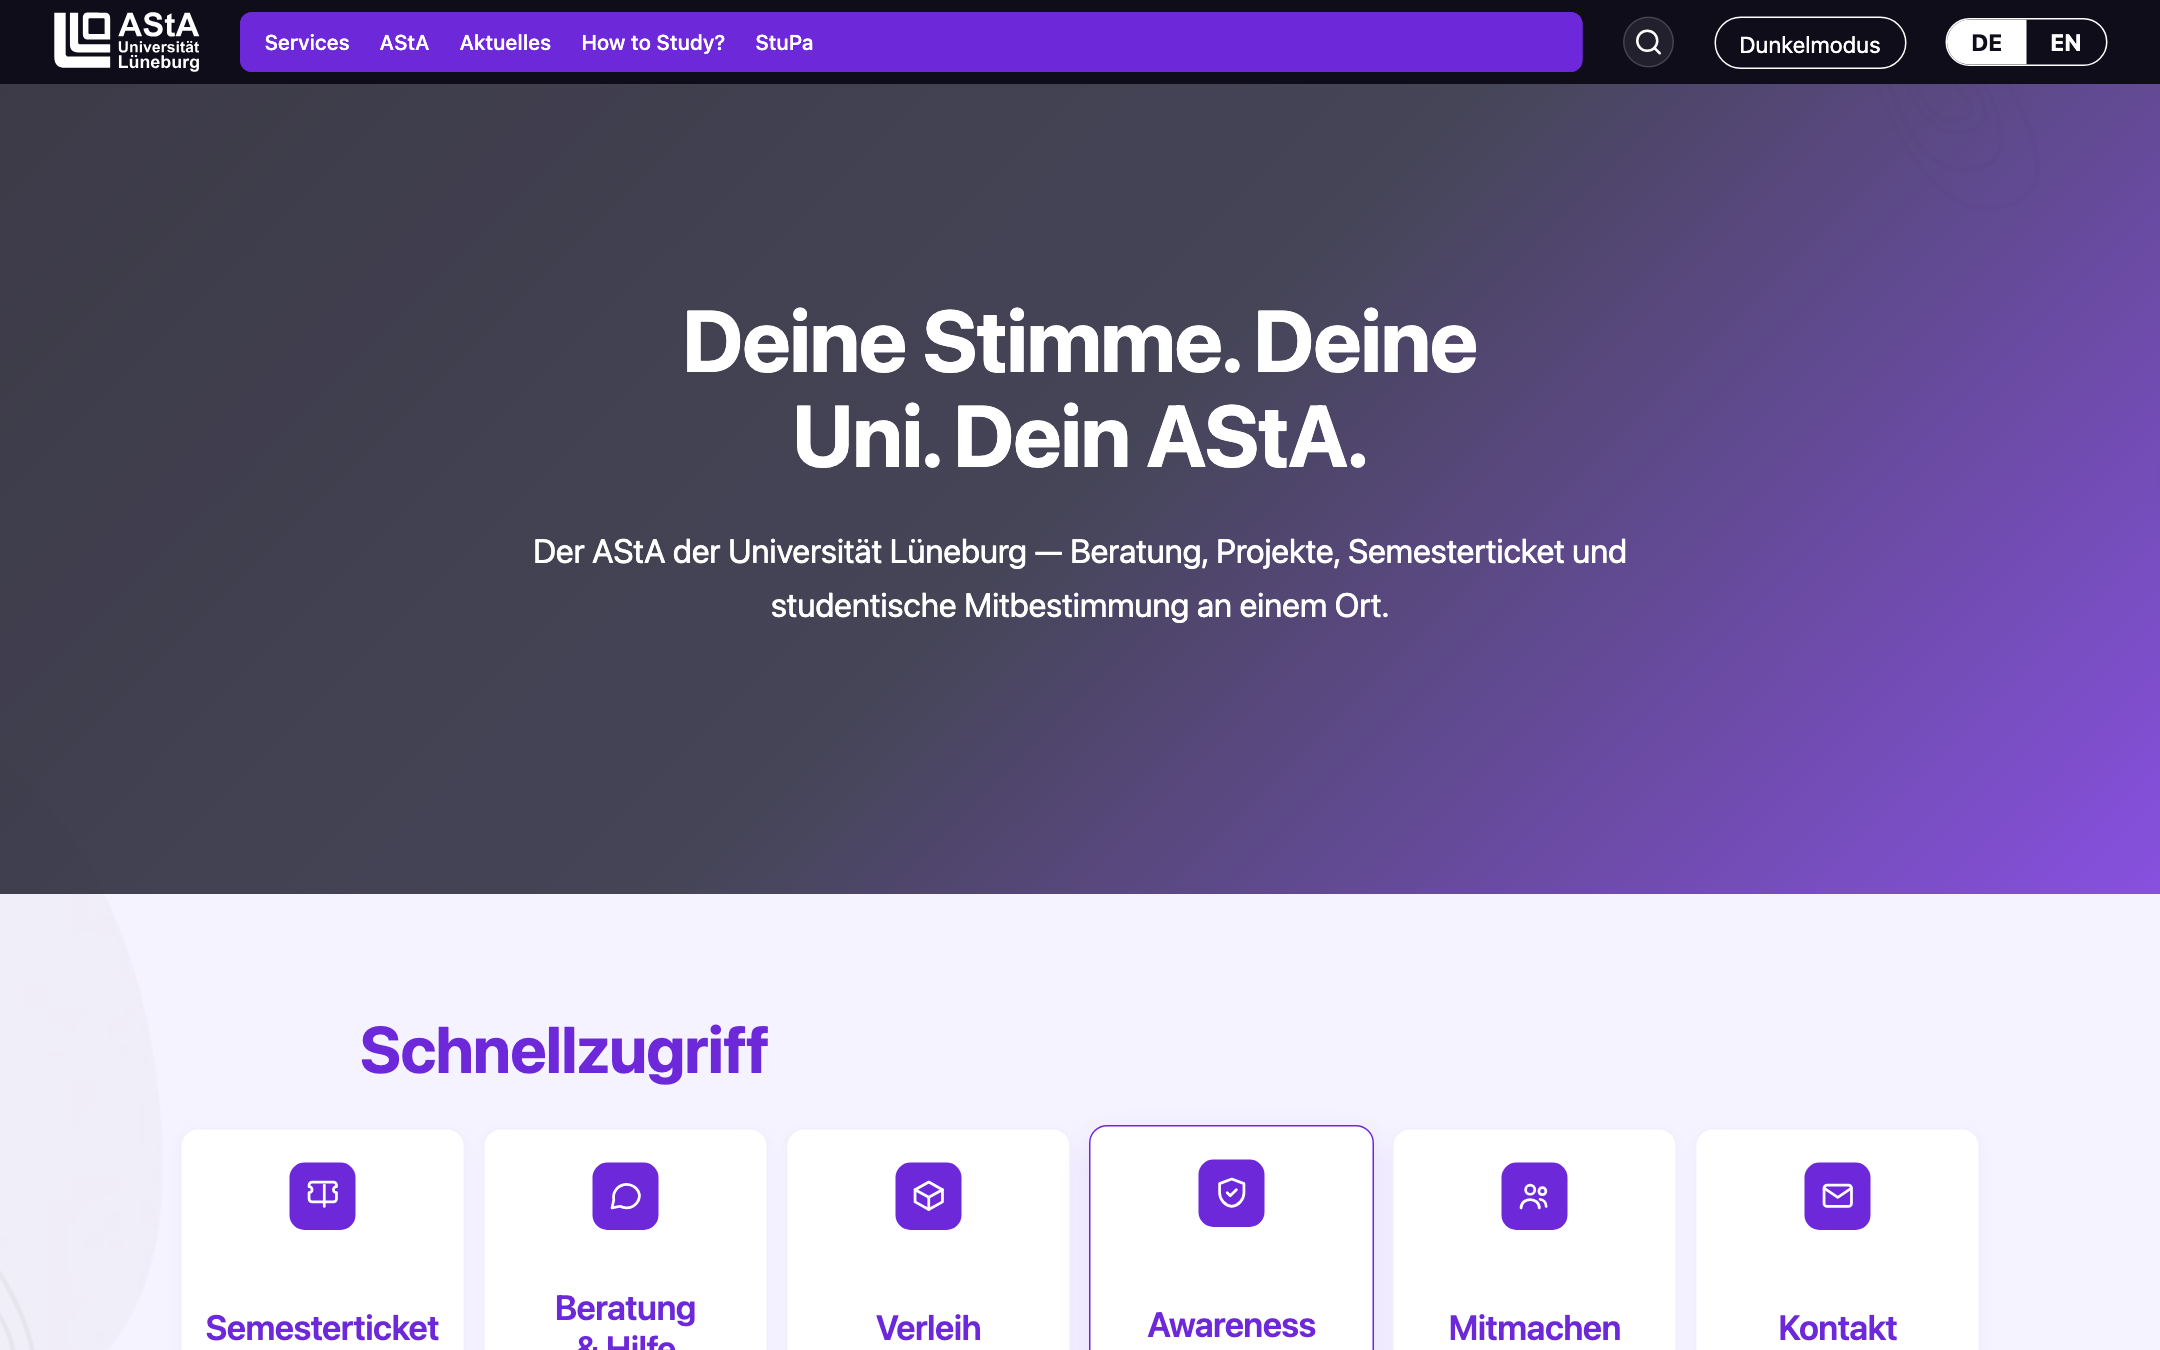 AStA
Universität
Lüneburg
Services AStA Aktuelles How to Study? StuPa
Dunkelmodus
DE EN
Deine Stimme. Deine
Uni. Dein AStA.
Der AStA der Universität Lüneburg — Beratung, Projekte, Semesterticket und
studentische Mitbestimmung an einem Ort.
Schnellzugriff
Semesterticket
Beratung
& Hilfe
Verleih
Awareness
Mitmachen
Kontakt